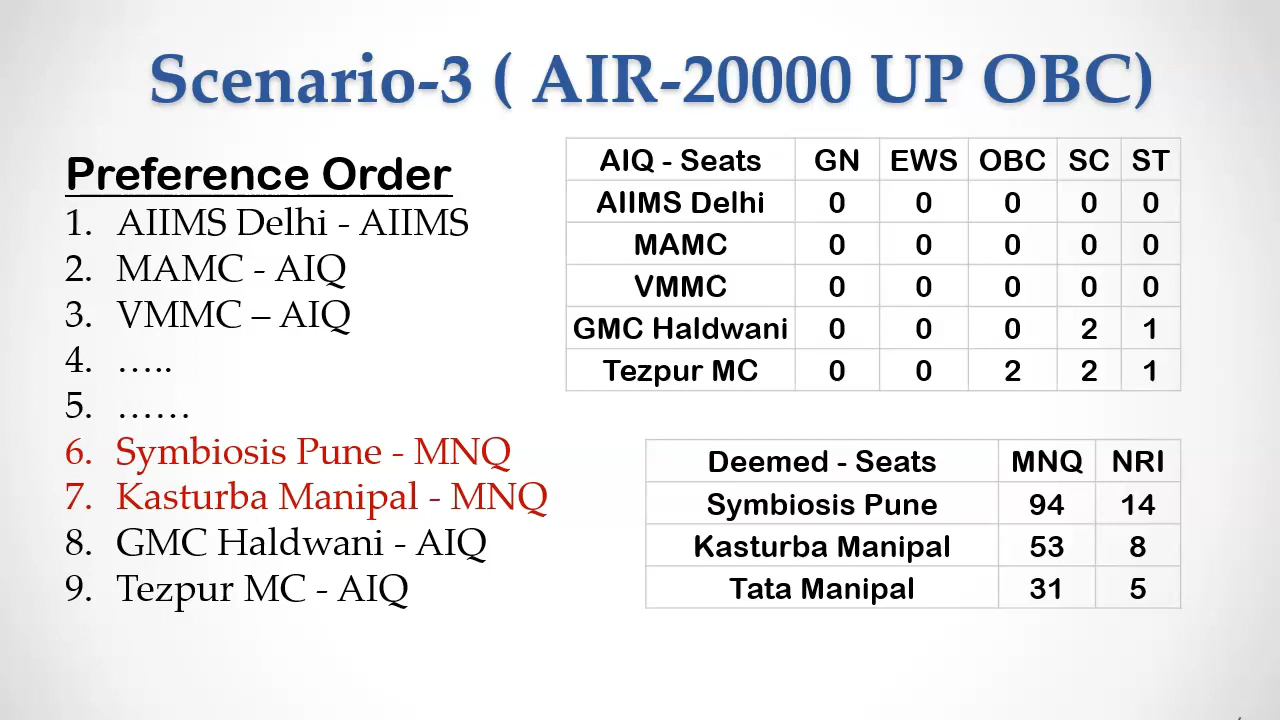 Scenario-3 ( AIR-20000 UP OBC)
Preference Order
1. AIIMS Delhi - AIIMS
2. MAMC - AIQ
3. VMMC – AIQ
4. …..
5. ……
6. Symbiosis Pune - MNQ
7. Kasturba Manipal - MNQ
8. GMC Haldwani - AIQ
9. Tezpur MC - AIQ
AIQ - Seats GN EWS OBC SC ST
AIIMS Delhi 0 0 0 0 0
MAMC 0 0 0 0 0
VMMC 0 0 0 0 0
GMC Haldwani 0 0 0 2 1
Tezpur MC 0 0 2 2 1
Deemed - Seats MNQ NRI
Symbiosis Pune 94 14
Kasturba Manipal 53 8
Tata Manipal 31 5